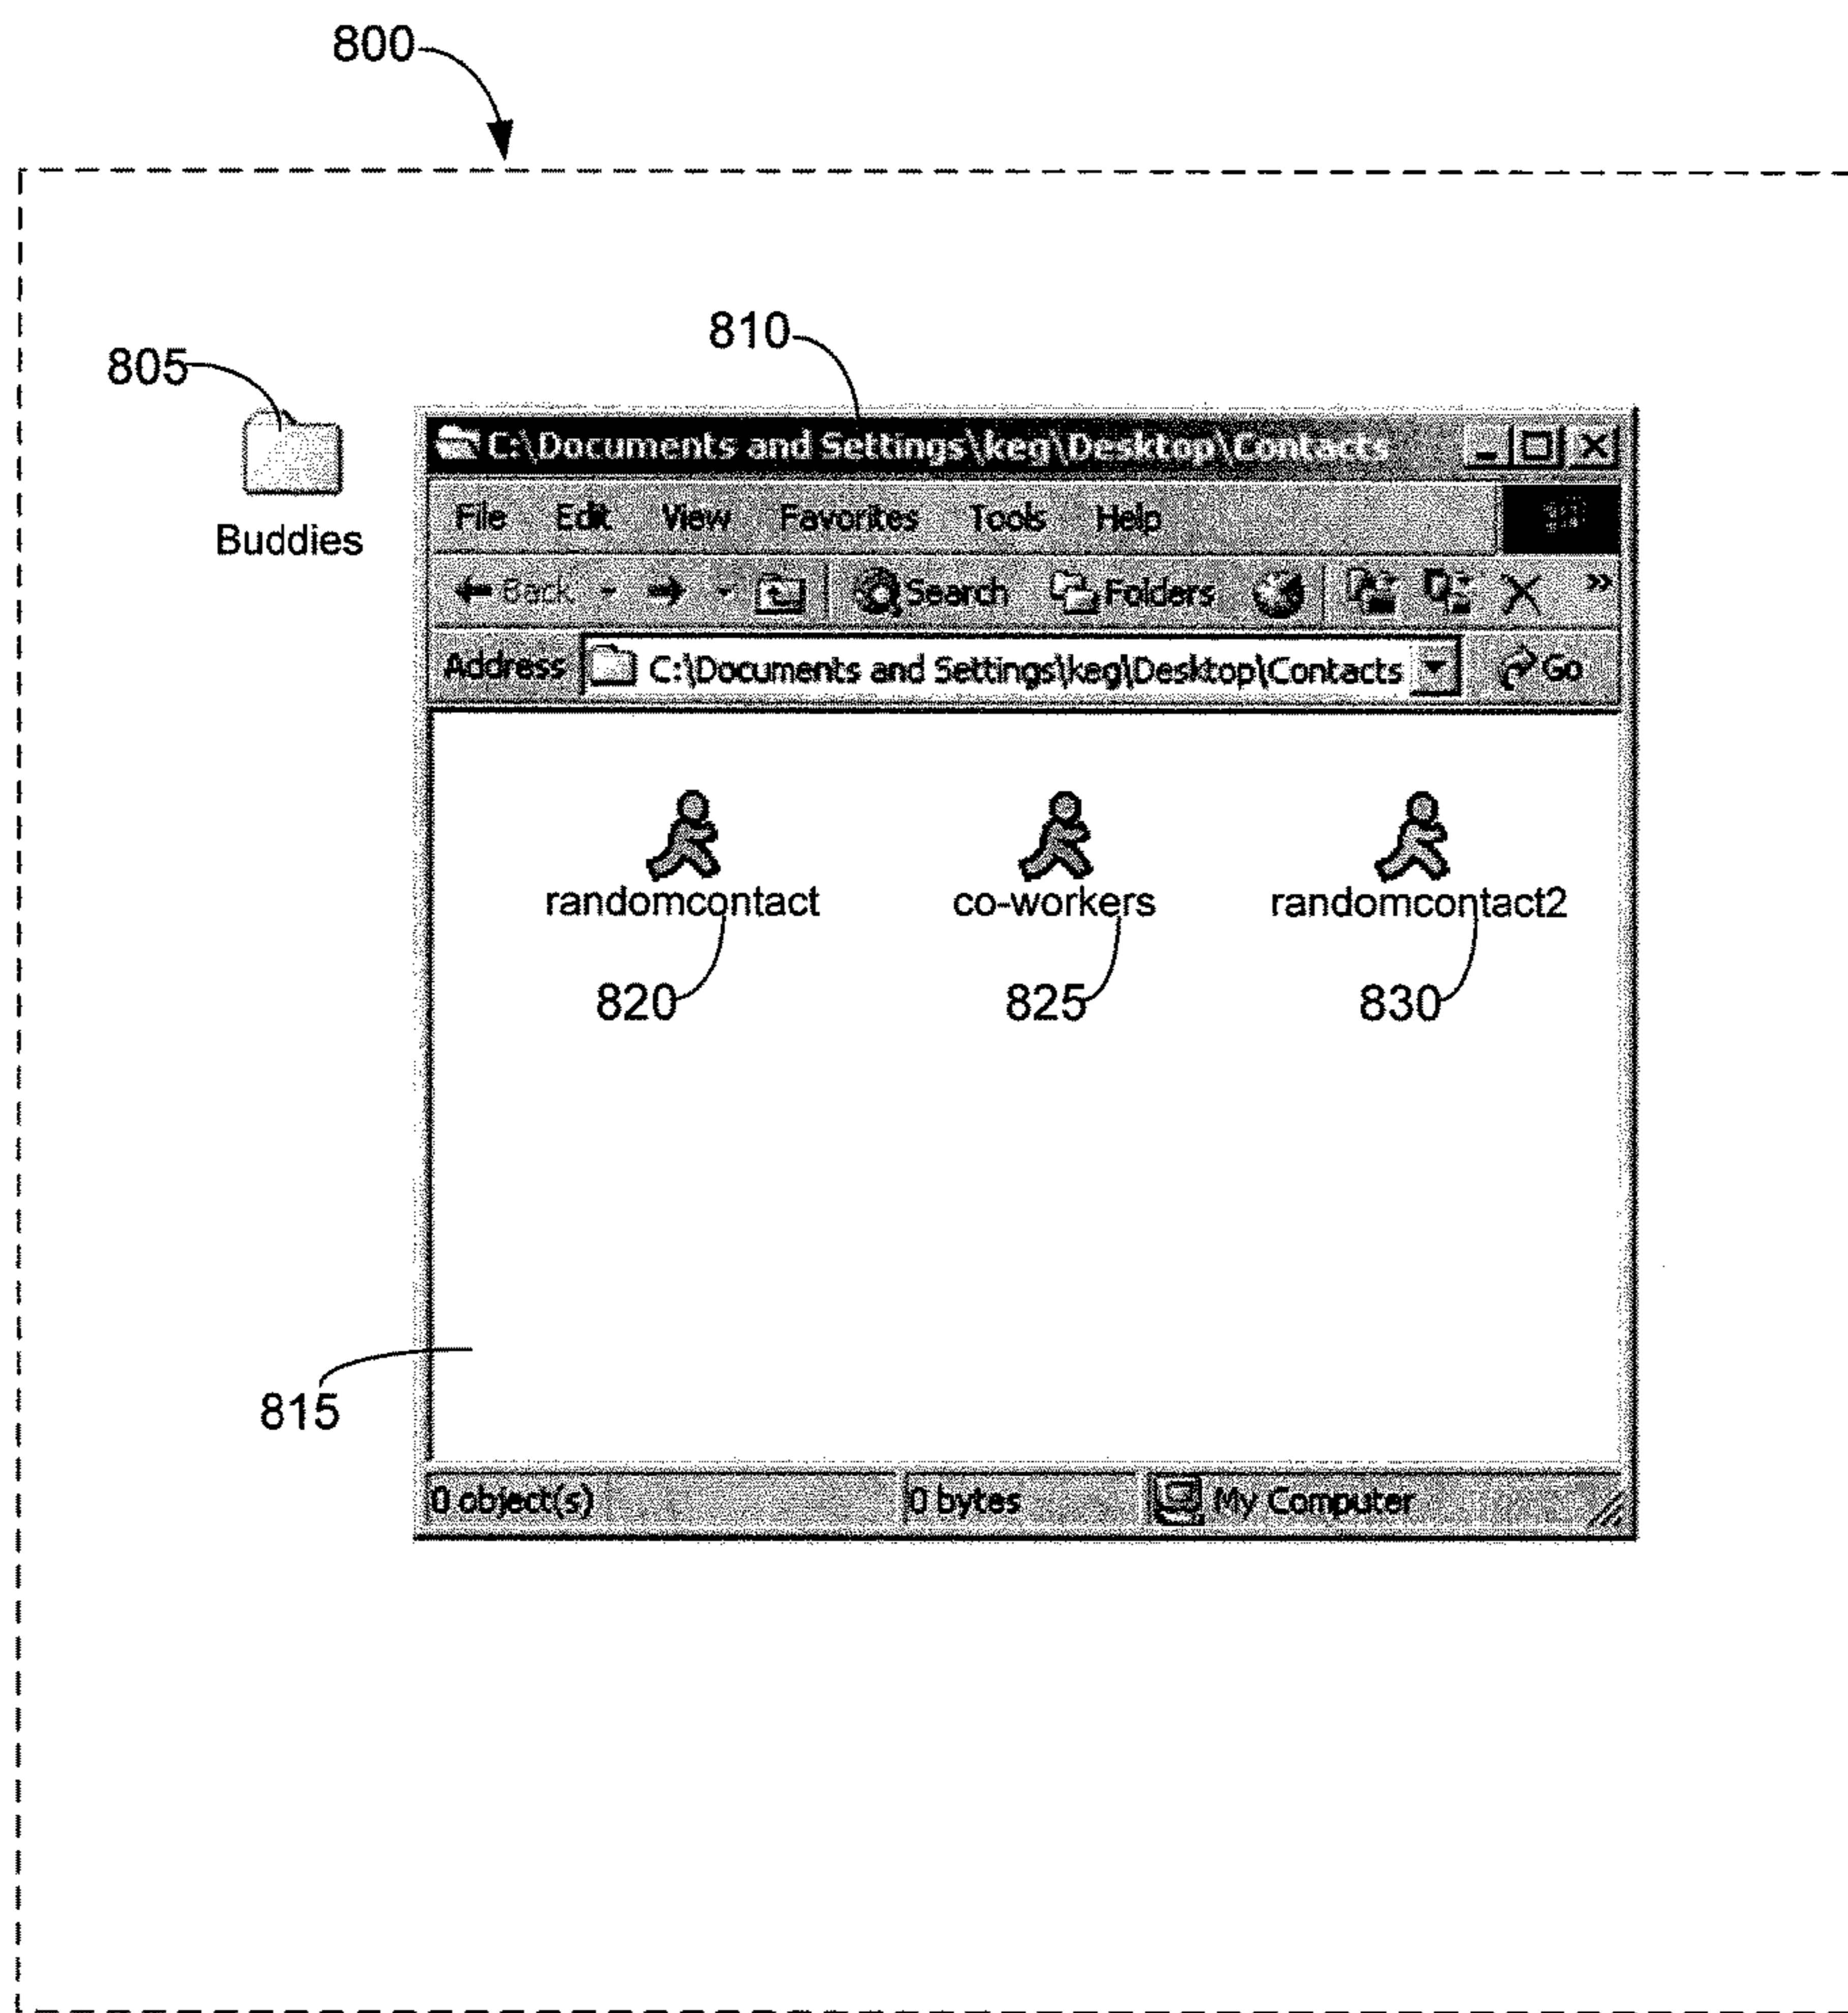 800
805
810
Buddies
C:\Documents and Settings\keg\Desktop\Contacts
File Edit View Favorites Tools Help
Back Search Folders »
Address C:\Documents and Settings\keg\Desktop\Contacts Go
randomcontact co-workers randomcontact2
820 825 830
815
0 object(s) 0 bytes My Computer